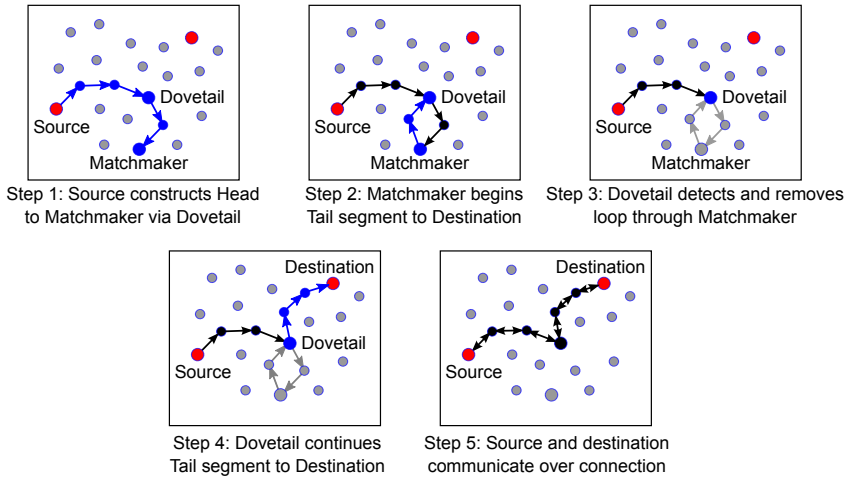 Dovetail
Source
Matchmaker
Step 1: Source constructs Head
to Matchmaker via Dovetail
Dovetail
Source
Matchmaker
Step 2: Matchmaker begins
Tail segment to Destination
Dovetail
Source
Matchmaker
Step 3: Dovetail detects and removes
loop through Matchmaker
Destination
Dovetail
Source
Step 4: Dovetail continues
Tail segment to Destination
Destination
Source
Step 5: Source and destination
communicate over connection